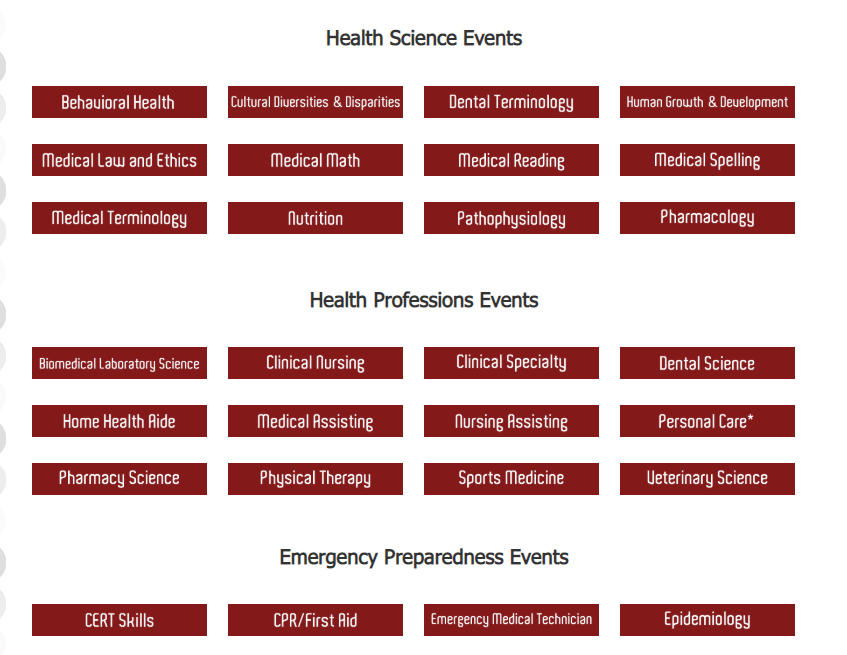 Health Science Events
Behavioral Health
Cultural Diversities & Disparities
Dental Terminology
Human Growth & Development
Medical Law and Ethics
Medical Math
Medical Reading
Medical Spelling
Medical Terminology
Nutrition
Pathophysiology
Pharmacology
Health Professions Events
Biomedical Laboratory Science
Clinical Nursing
Clinical Specialty
Dental Science
Home Health Aide
Medical Assisting
Nursing Assisting
Personal Care*
Pharmacy Science
Physical Therapy
Sports Medicine
Veterinary Science
Emergency Preparedness Events
CERT Skills
CPR/First Aid
Emergency Medical Technician
Epidemiology